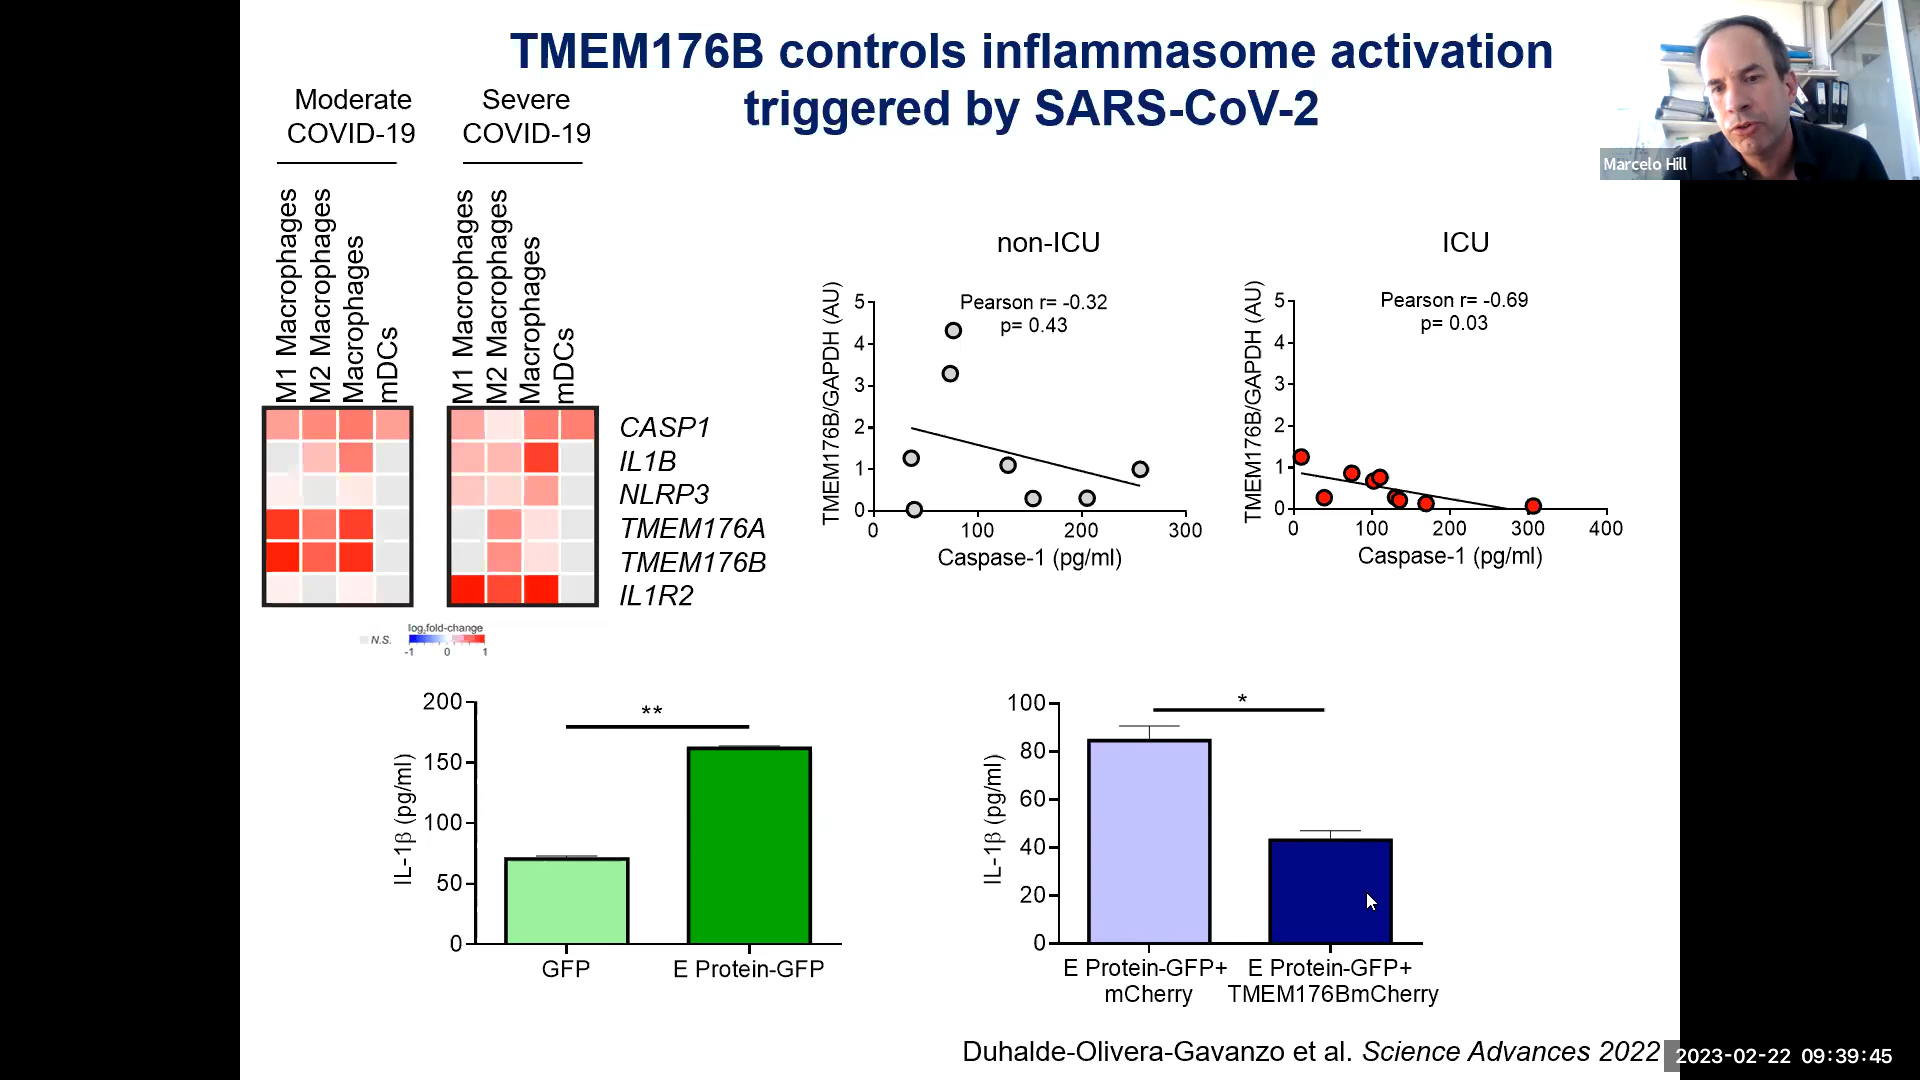 TMEM176B controls inflammasome activation
triggered by SARS-CoV-2
Marcelo Hill
Moderate
COVID-19
Severe
COVID-19
M1 Macrophages
M2 Macrophages
Macrophages
mDCs
M1 Macrophages
M2 Macrophages
Macrophages
mDCs
CASP1
IL1B
NLRP3
TMEM176A
TMEM176B
IL1R2
N.S.
log2fold-change
-1 0 1
non-ICU
Pearson r= -0.32
p= 0.43
TMEM176B/GAPDH (AU)
5
4
3
2
1
0
0 100 200 300
Caspase-1 (pg/ml)
ICU
Pearson r= -0.69
p= 0.03
TMEM176B/GAPDH (AU)
5
4
3
2
1
0
0 100 200 300 400
Caspase-1 (pg/ml)
**
IL-1β (pg/ml)
200
150
100
50
0
GFP
E Protein-GFP
*
IL-1β (pg/ml)
100
80
60
40
20
0
E Protein-GFP+
mCherry
E Protein-GFP+
TMEM176BmCherry
Duhalde-Olivera-Gavanzo et al. Science Advances 2022
2023-02-22 09:39:45